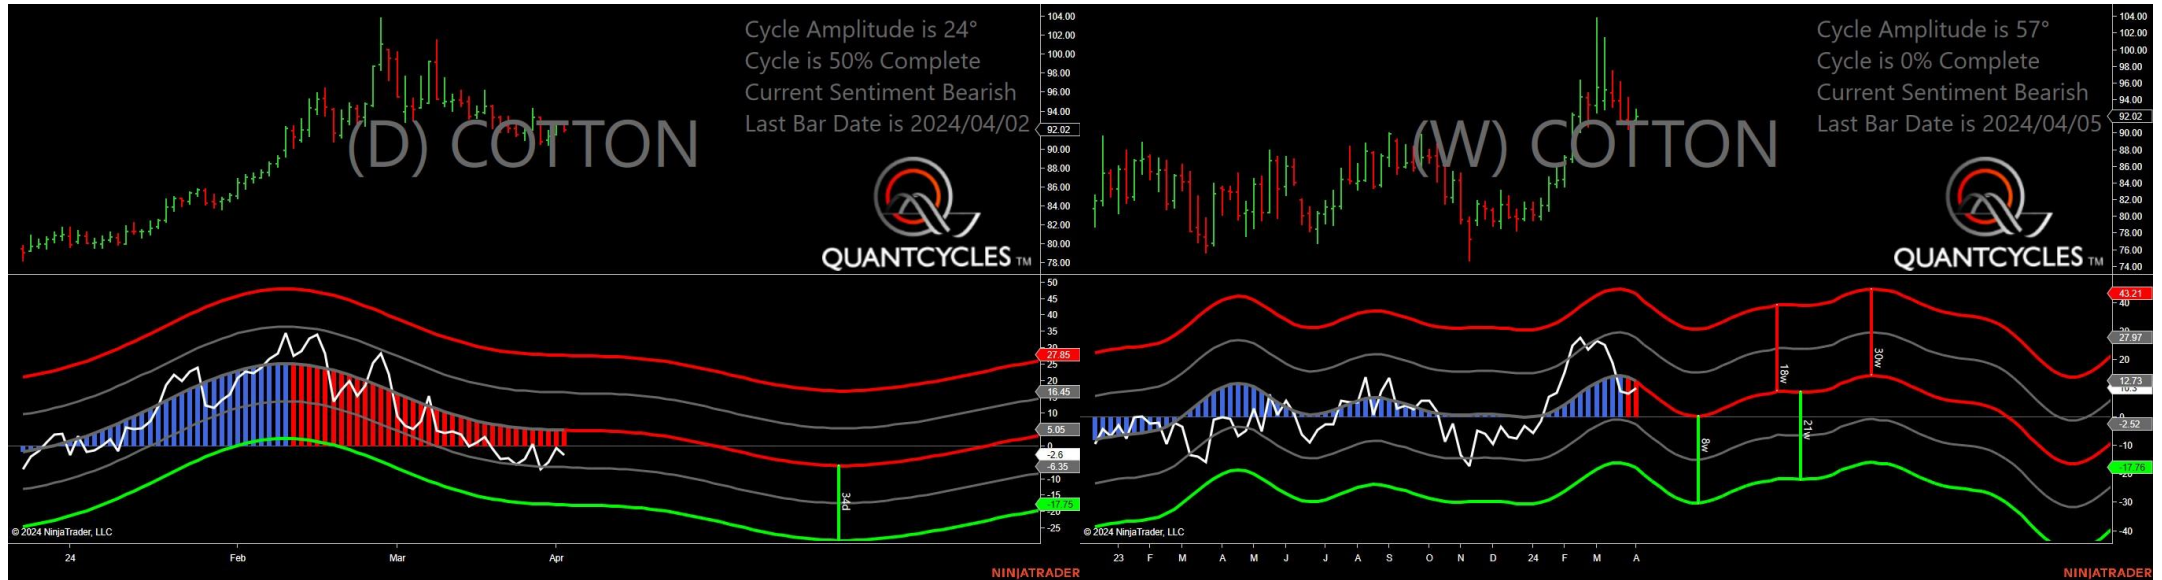 Cycle Amplitude is 24°
Cycle is 50% Complete
Current Sentiment Bearish
Last Bar Date is 2024/04/02
(D) COTTON
QUANTCYCLES TM
104.00
102.00
100.00
98.00
96.00
94.00
92.02
90.00
88.00
86.00
84.00
82.00
80.00
78.00
50
45
40
35
30
27.85
25
20
16.45
15
10
5.05
0
-2.6
-6.35
-10
-15
-17.75
-20
-25
34d
© 2024 NinjaTrader, LLC
24
Feb
Mar
Apr
NINJATRADER
Cycle Amplitude is 57°
Cycle is 0% Complete
Current Sentiment Bearish
Last Bar Date is 2024/04/05
(W) COTTON
QUANTCYCLES TM
104.00
102.00
100.00
98.00
96.00
94.00
92.02
90.00
88.00
86.00
84.00
82.00
80.00
78.00
76.00
74.00
43.21
40
27.97
20
12.73
0
-2.52
-10
-17.76
-30
-40
18w
30w
8w
21w
© 2024 NinjaTrader, LLC
23
F
M
A
M
J
J
A
S
O
N
D
24
F
M
A
NINJATRADER